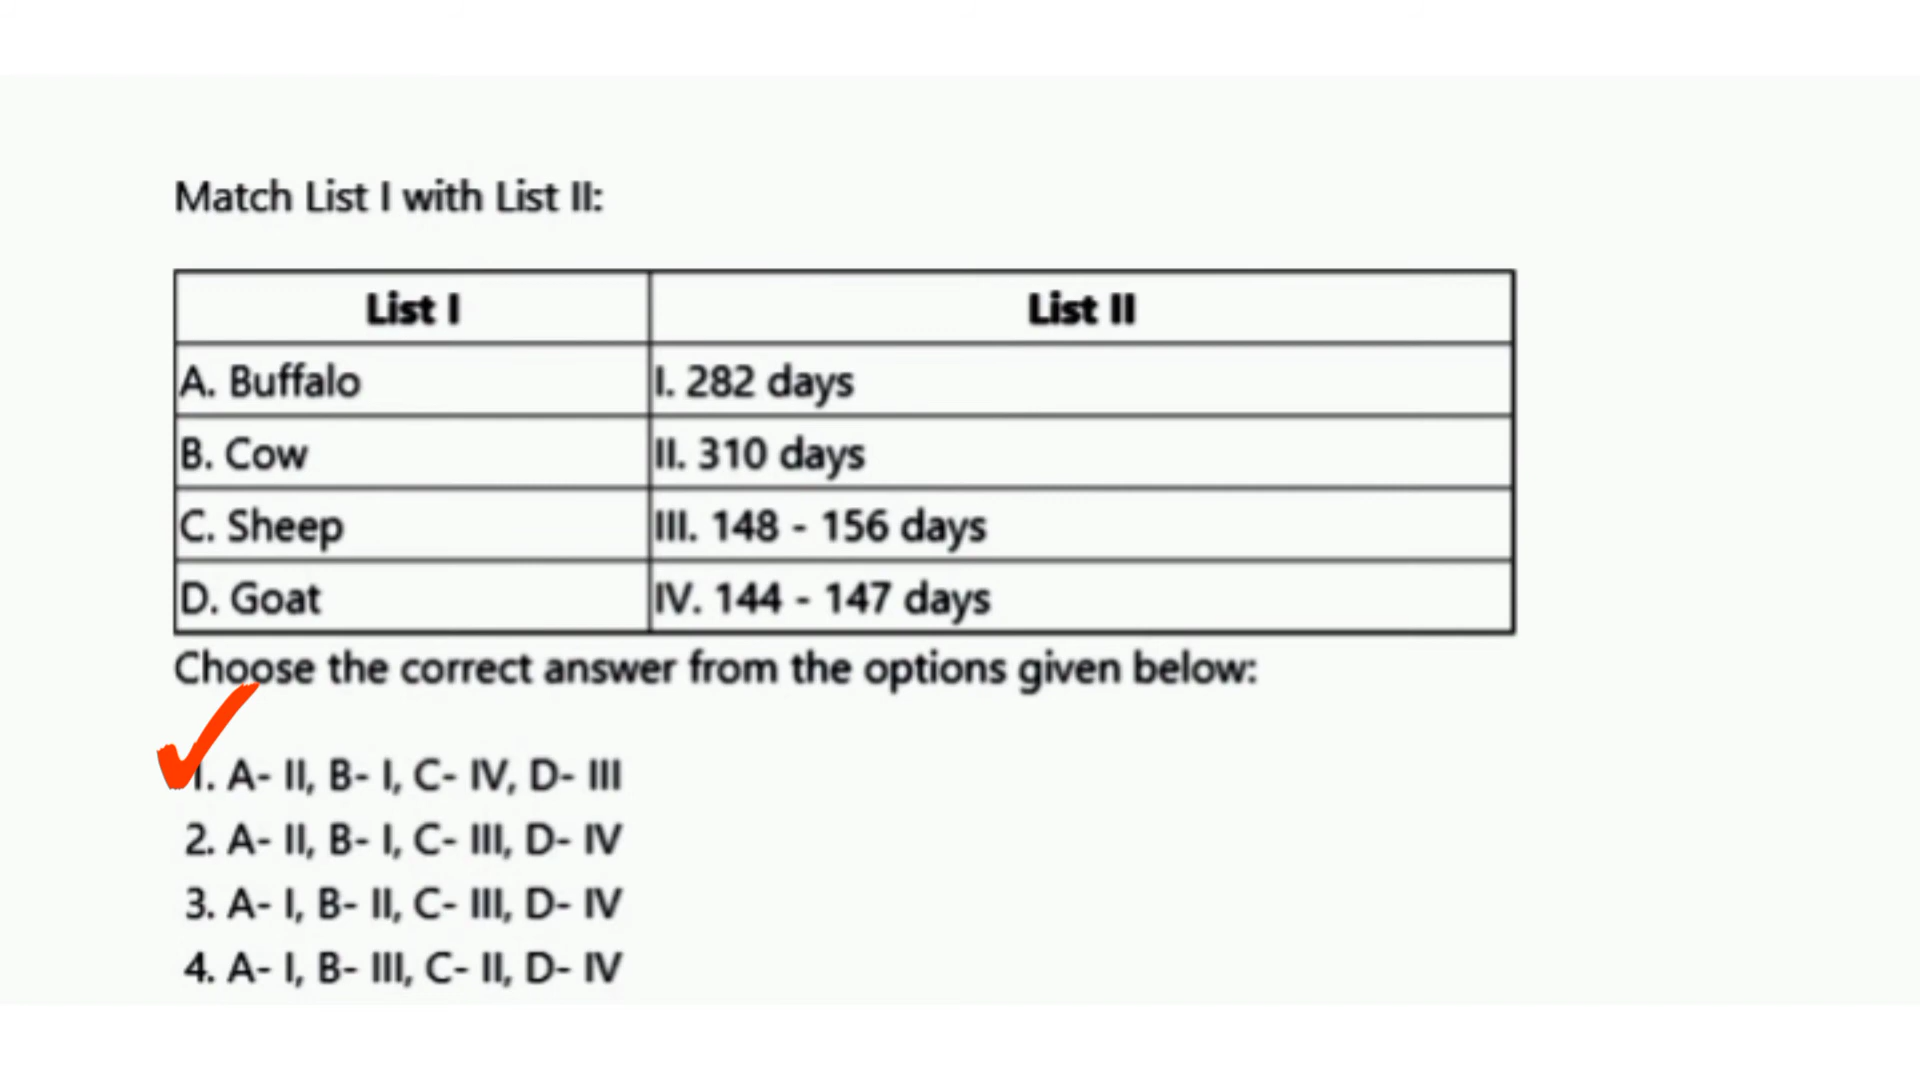 Match List I with List II:
List I List II
A. Buffalo I. 282 days
B. Cow II. 310 days
C. Sheep III. 148 - 156 days
D. Goat IV. 144 - 147 days
Choose the correct answer from the options given below:
1. A- II, B- I, C- IV, D- III
2. A- II, B- I, C- III, D- IV
3. A- I, B- II, C- III, D- IV
4. A- I, B- III, C- II, D- IV